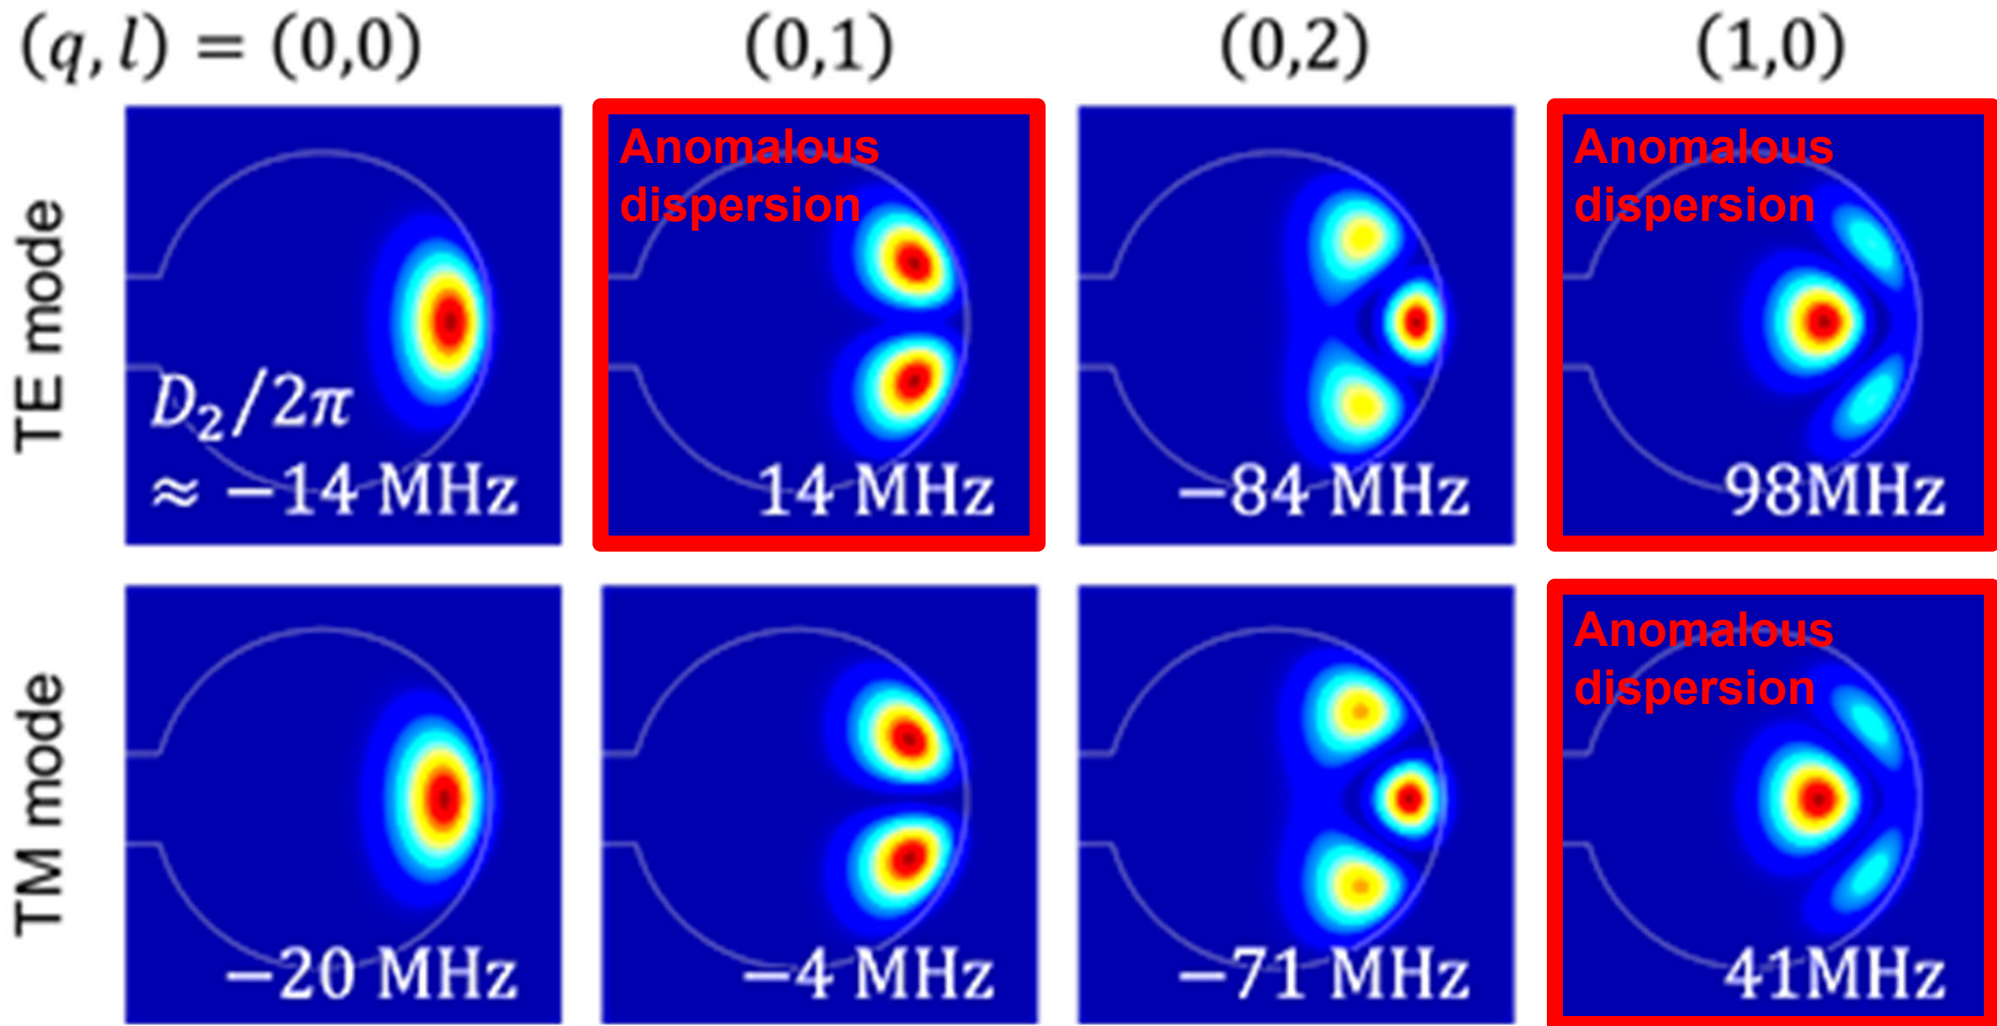 (q, l) = (0,0) (0,1) (0,2) (1,0)
TE mode
D₂/2π
≈ −14 MHz
Anomalous
dispersion
14 MHz
−84 MHz
Anomalous
dispersion
98MHz
TM mode
−20 MHz
−4 MHz
−71 MHz
Anomalous
dispersion
41MHz